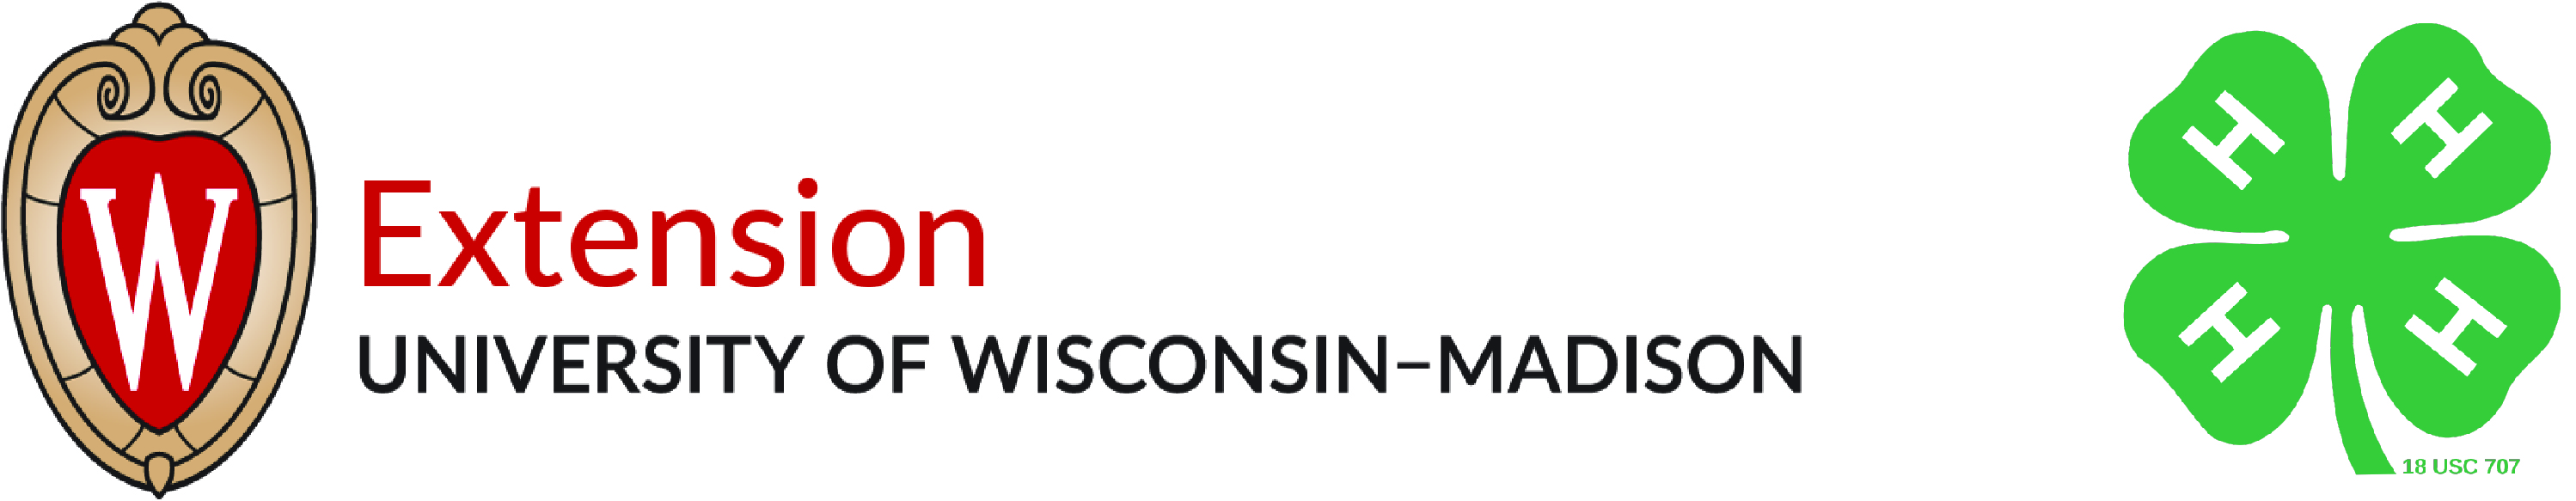 W
Extension
UNIVERSITY OF WISCONSIN–MADISON
H H
H H
18 USC 707